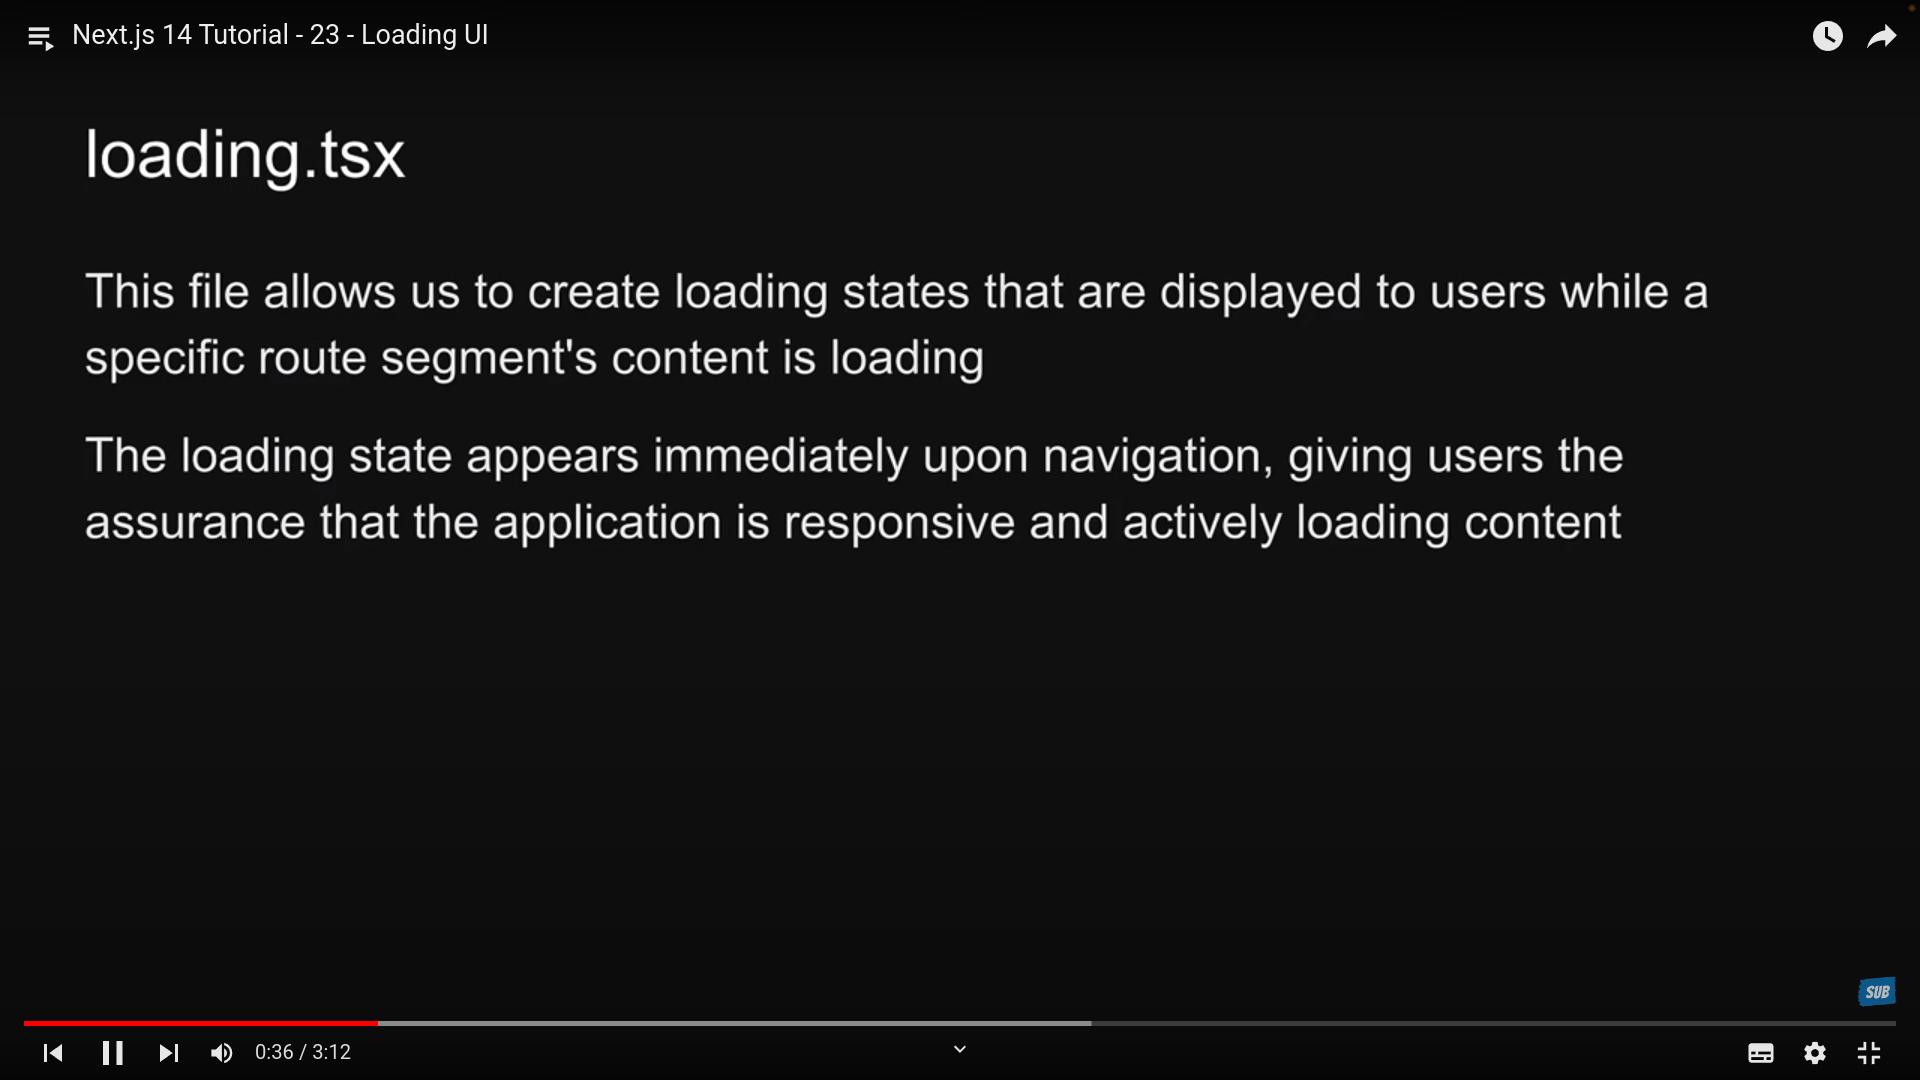 Next.js 14 Tutorial - 23 - Loading UI
loading.tsx
This file allows us to create loading states that are displayed to users while a
specific route segment's content is loading
The loading state appears immediately upon navigation, giving users the
assurance that the application is responsive and actively loading content
SUB
0:36 / 3:12